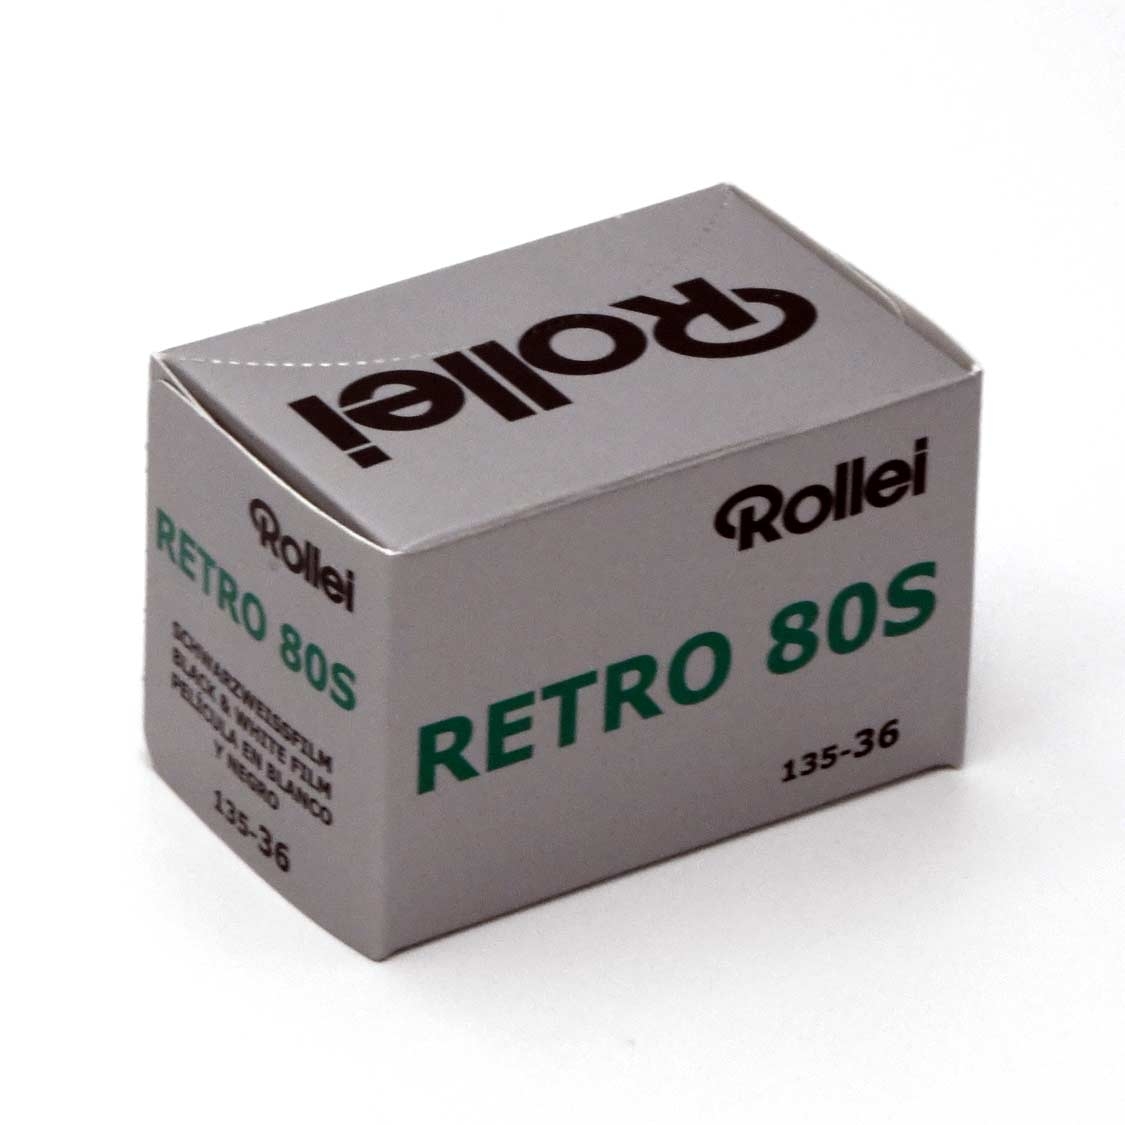 Rollei
Rollei
RETRO 80S
SCHWARZWEISSFILM
BLACK & WHITE FILM
PELÍCULA EN BLANCO
Y NEGRO
135-36
Rollei
RETRO 80S
135-36